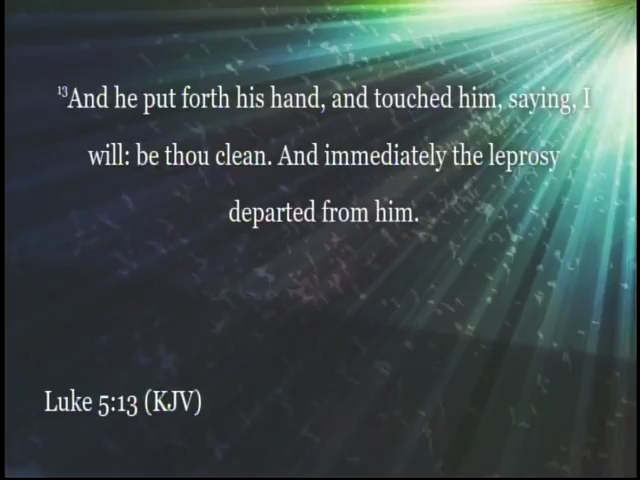 13And he put forth his hand, and touched him, saying, I
will: be thou clean. And immediately the leprosy
departed from him.
Luke 5:13 (KJV)